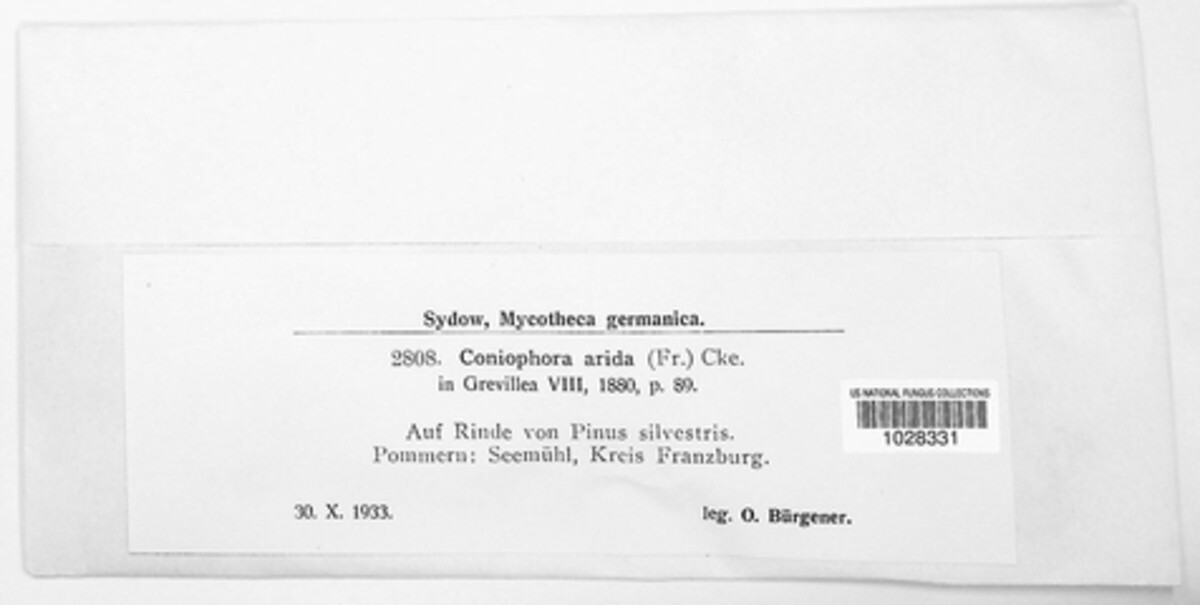 Sydow, Mycotheca germanica.
2808. Coniophora arida (Fr.) Cke.
in Grevillea VIII, 1880, p. 89.
US NATIONAL FUNGUS COLLECTIONS
1028331
Auf Rinde von Pinus silvestris.
Pommern: Seemühl, Kreis Franzburg.
30. X. 1933.
leg. O. Bürgener.